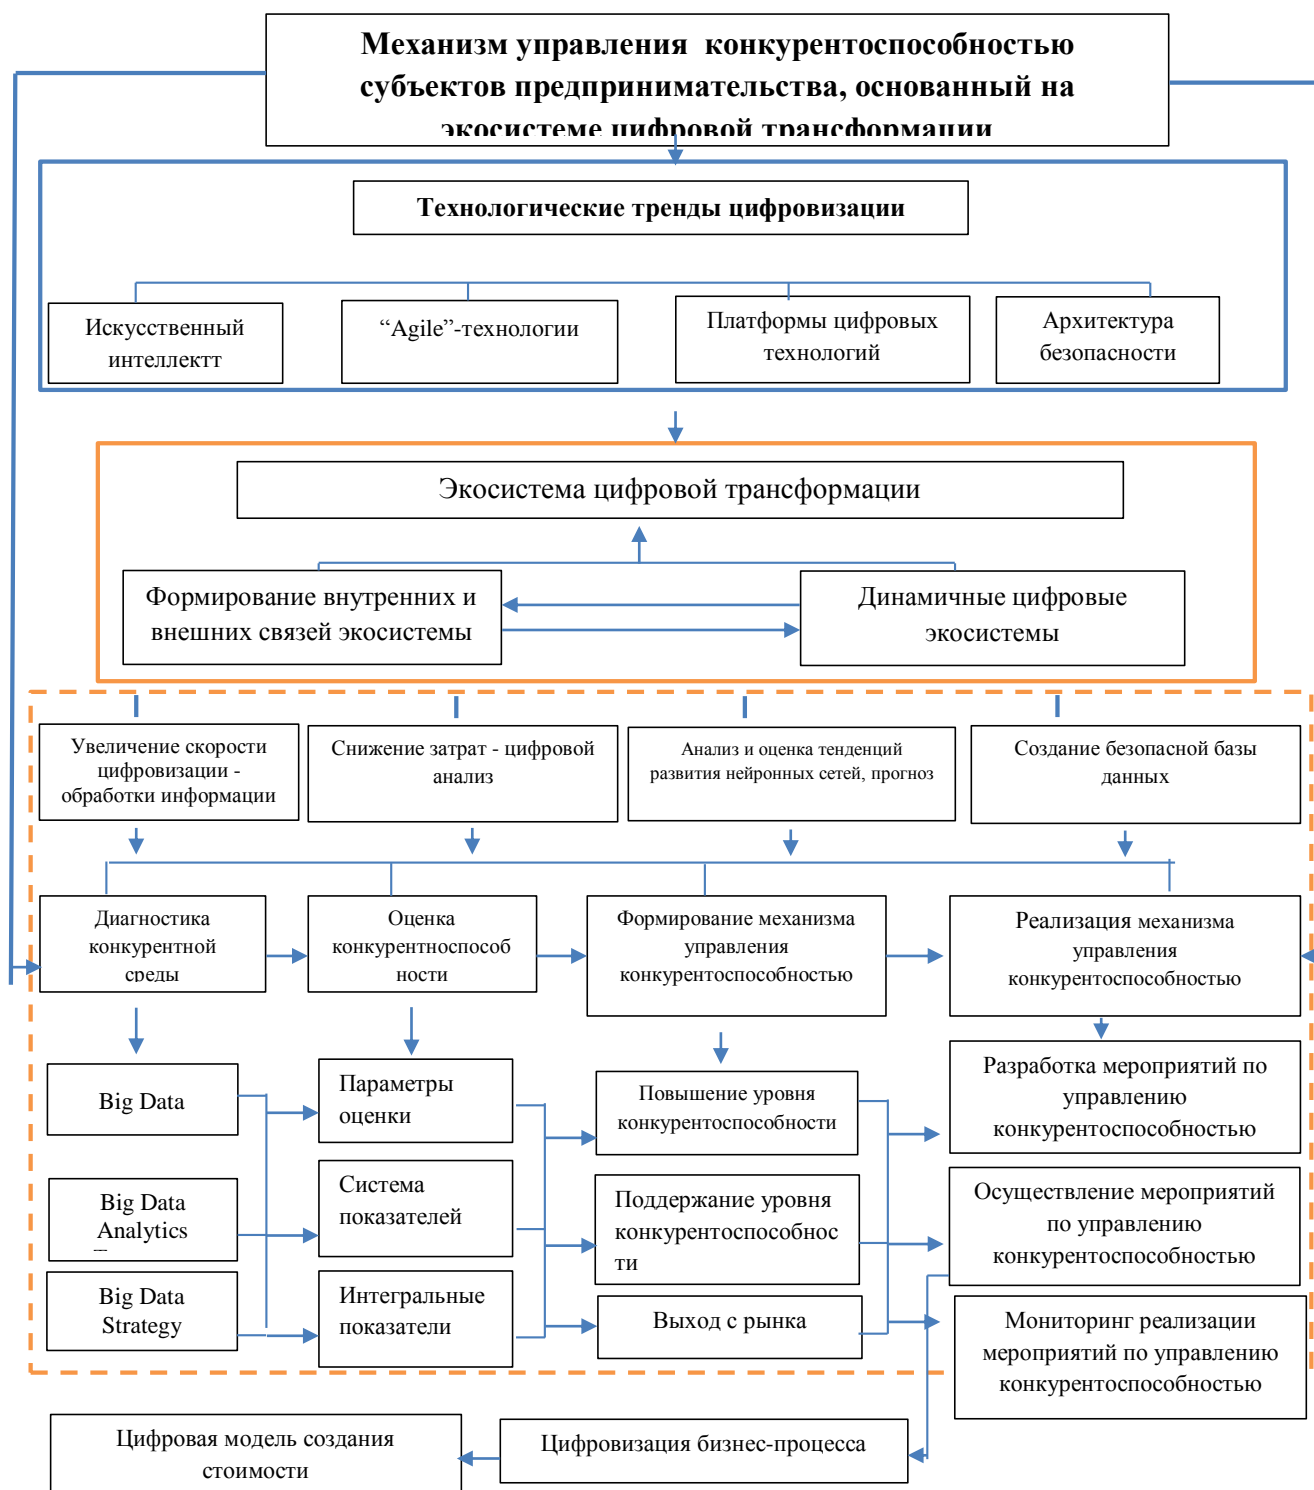 Механизм управления конкурентоспособностью
субъектов предпринимательства, основанный на
экосистеме цифровой трансформации
Технологические тренды цифровизации
Искусственный
интеллектт
“Agile”-технологии
Платформы цифровых
технологий
Архитектура
безопасности
Экосистема цифровой трансформации
Формирование внутренних и
внешних связей экосистемы
Динамичные цифровые
экосистемы
Увеличение скорости
цифровизации -
обработки информации
Снижение затрат - цифровой
анализ
Анализ и оценка тенденций
развития нейронных сетей, прогноз
Создание безопасной базы
данных
Диагностика
конкурентной
среды
Оценка
конкурентноспособ
ности
Формирование механизма
управления
конкурентоспособностью
Реализация механизма
управления
конкурентоспособностью
Big Data
Параметры
оценки
Повышение уровня
конкурентоспособности
Разработка мероприятий по
управлению
конкурентоспособностью
Big Data
Analytics
Система
показателей
Поддержание уровня
конкурентоспособнос
ти
Осуществление мероприятий
по управлению
конкурентоспособностью
Big Data
Strategy
Интегральные
показатели
Выход с рынка
Мониторинг реализации
мероприятий по управлению
конкурентоспособностью
Цифровая модель создания
стоимости
Цифровизация бизнес-процесса